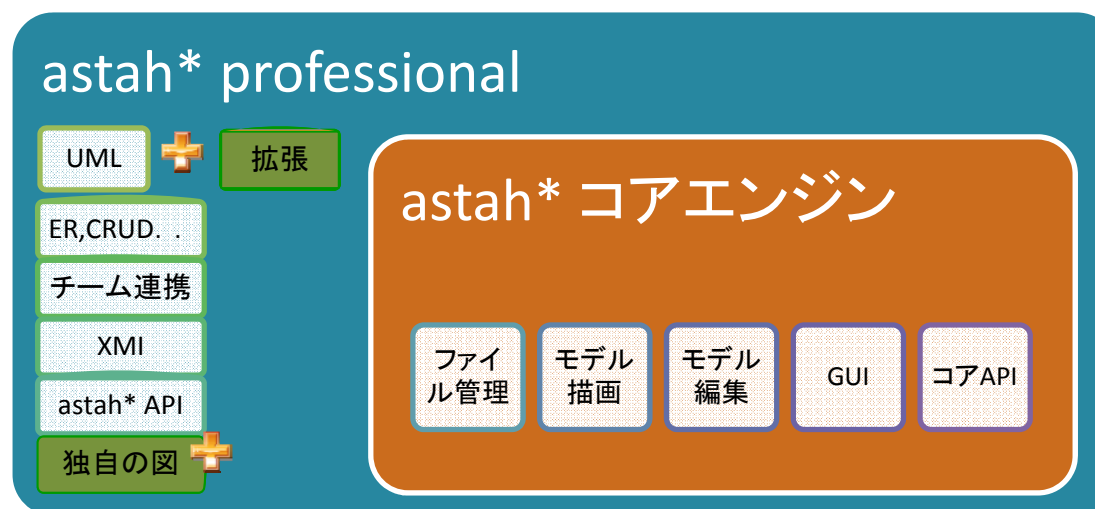 astah* professional
UML
拡張
ER,CRUD. .
チーム連携
XMI
astah* API
独自の図
astah* コアエンジン
ファイ
ル管理
モデル
描画
モデル
編集
GUI
コアAPI